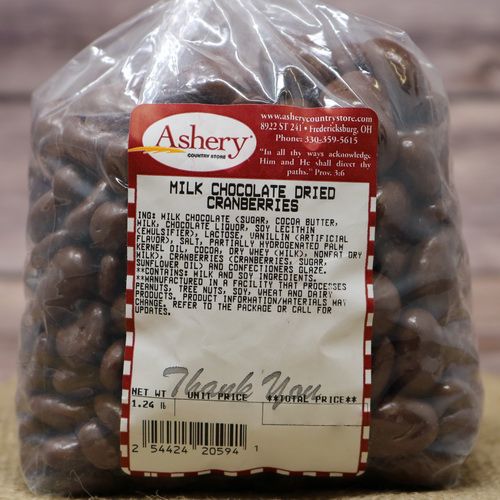 Ashery
COUNTRY STORE
www.asherycountrystore.com
8922 ST 241 • Fredericksburg, OH
Phone: 330-359-5615
"In all thy ways acknowledge
Him and He shall direct thy
paths." Prov. 3:6
MILK CHOCOLATE DRIED
CRANBERRIES
ING: MILK CHOCOLATE (SUGAR, COCOA BUTTER,
MILK, CHOCOLATE LIQUOR, SOY LECITHIN
(EMULSIFIER), LACTOSE, VANILLIN (ARTIFICIAL
FLAVOR), SALT, PARTIALLY HYDROGENATED PALM
KERNEL OIL, COCOA, DRY WHEY (MILK), NONFAT DRY
MILK), CRANBERRIES (CRANBERRIES, SUGAR,
SUNFLOWER OIL) AND CONFECTIONERS GLAZE.
**CONTAINS: MILK AND SOY INGREDIENTS.
**MANUFACTURED IN A FACILITY THAT PROCESSES
PEANUTS, TREE NUTS, SOY, WHEAT AND DAIRY
PRODUCTS. PRODUCT INFORMATION/MATERIALS MAY
CHANGE. REFER TO THE PACKAGE OR CALL FOR
UPDATES.
Thank You
NET WT UNIT PRICE **TOTAL PRICE**
1.24 lb
2 54424 20594 1